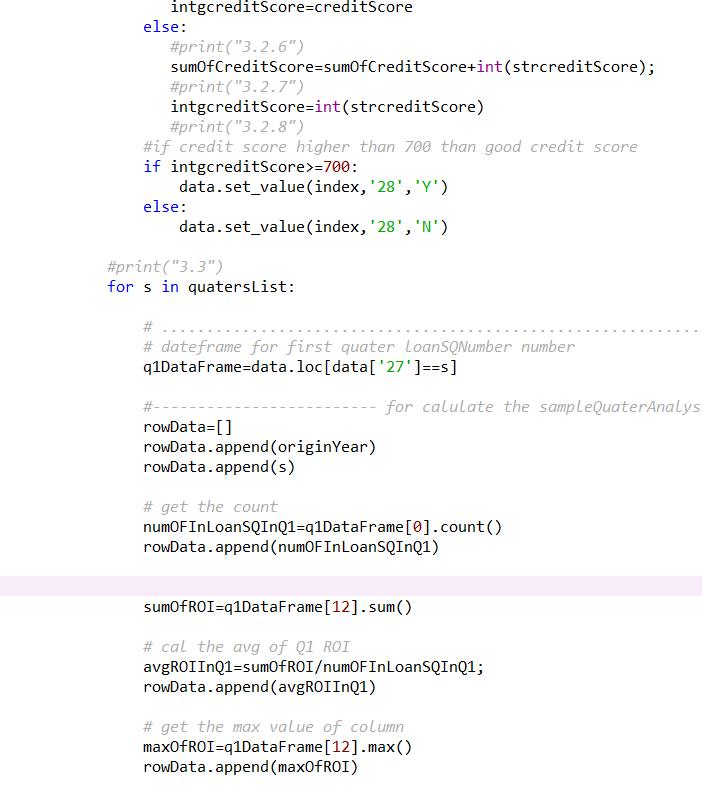 intgcreditScore=creditScore
else:
#print("3.2.6")
sumOfCreditScore=sumOfCreditScore+int(strcreditScore);
#print("3.2.7")
intgcreditScore=int(strcreditScore)
#print("3.2.8")
#if credit score higher than 700 than good credit score
if intgcreditScore>=700:
data.set_value(index,'28','Y')
else:
data.set_value(index,'28','N')
#print("3.3")
for s in quatersList:
# ............................................................
# dateframe for first quater loanSQNumber number
q1DataFrame=data.loc[data['27']==s]
#------------------------- for calulate the sampleQuaterAnalys
rowData=[]
rowData.append(originYear)
rowData.append(s)
# get the count
numOFInLoanSQInQ1=q1DataFrame[0].count()
rowData.append(numOFInLoanSQInQ1)
sumOfROI=q1DataFrame[12].sum()
# cal the avg of Q1 ROI
avgROIInQ1=sumOfROI/numOFInLoanSQInQ1;
rowData.append(avgROIInQ1)
# get the max value of column
maxOfROI=q1DataFrame[12].max()
rowData.append(maxOfROI)